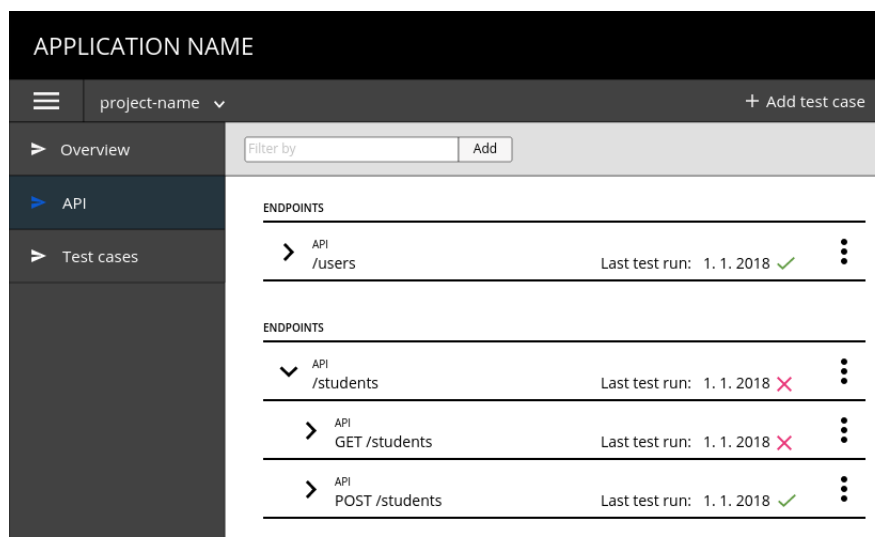 APPLICATION NAME
project-name
+ Add test case
Overview
API
Test cases
Filter by
Add
ENDPOINTS
API
/users
Last test run: 1. 1. 2018
ENDPOINTS
API
/students
Last test run: 1. 1. 2018
API
GET /students
Last test run: 1. 1. 2018
API
POST /students
Last test run: 1. 1. 2018